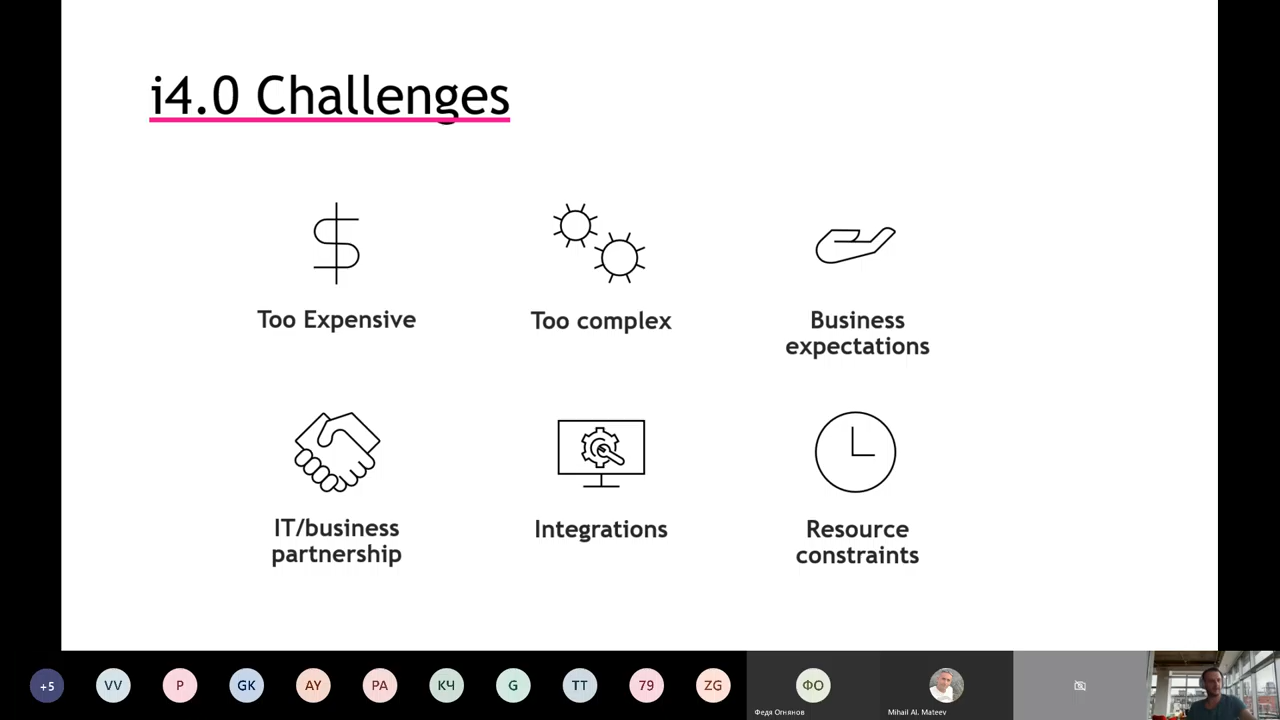 i4.0 Challenges
Too Expensive
Too complex
Business
expectations
IT/business
partnership
Integrations
Resource
constraints
+5
VV
P
GK
AY
PA
КЧ
G
TT
79
ZG
ФО
Федя Огнянов
Mihail Al. Mateev